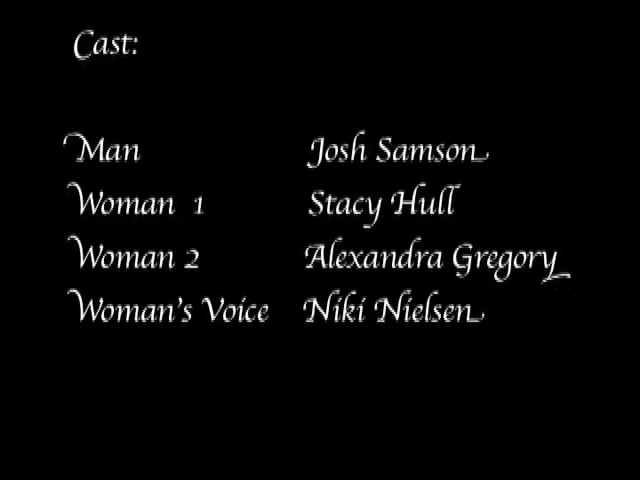 Cast:
Man Josh Samson
Woman 1 Stacy Hull
Woman 2 Alexandra Gregory
Woman's Voice Niki Nielsen